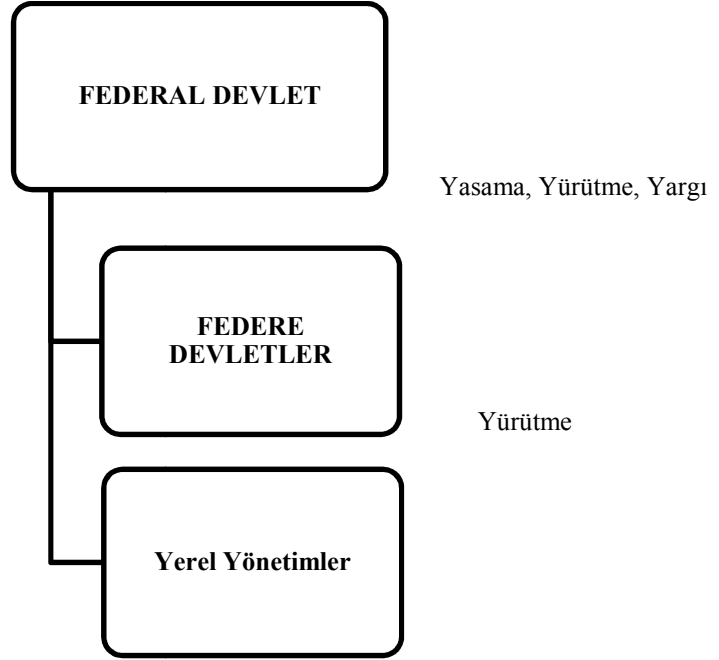 FEDERAL DEVLET
Yasama, Yürütme, Yargı
FEDERE
DEVLETLER
Yürütme
Yerel Yönetimler